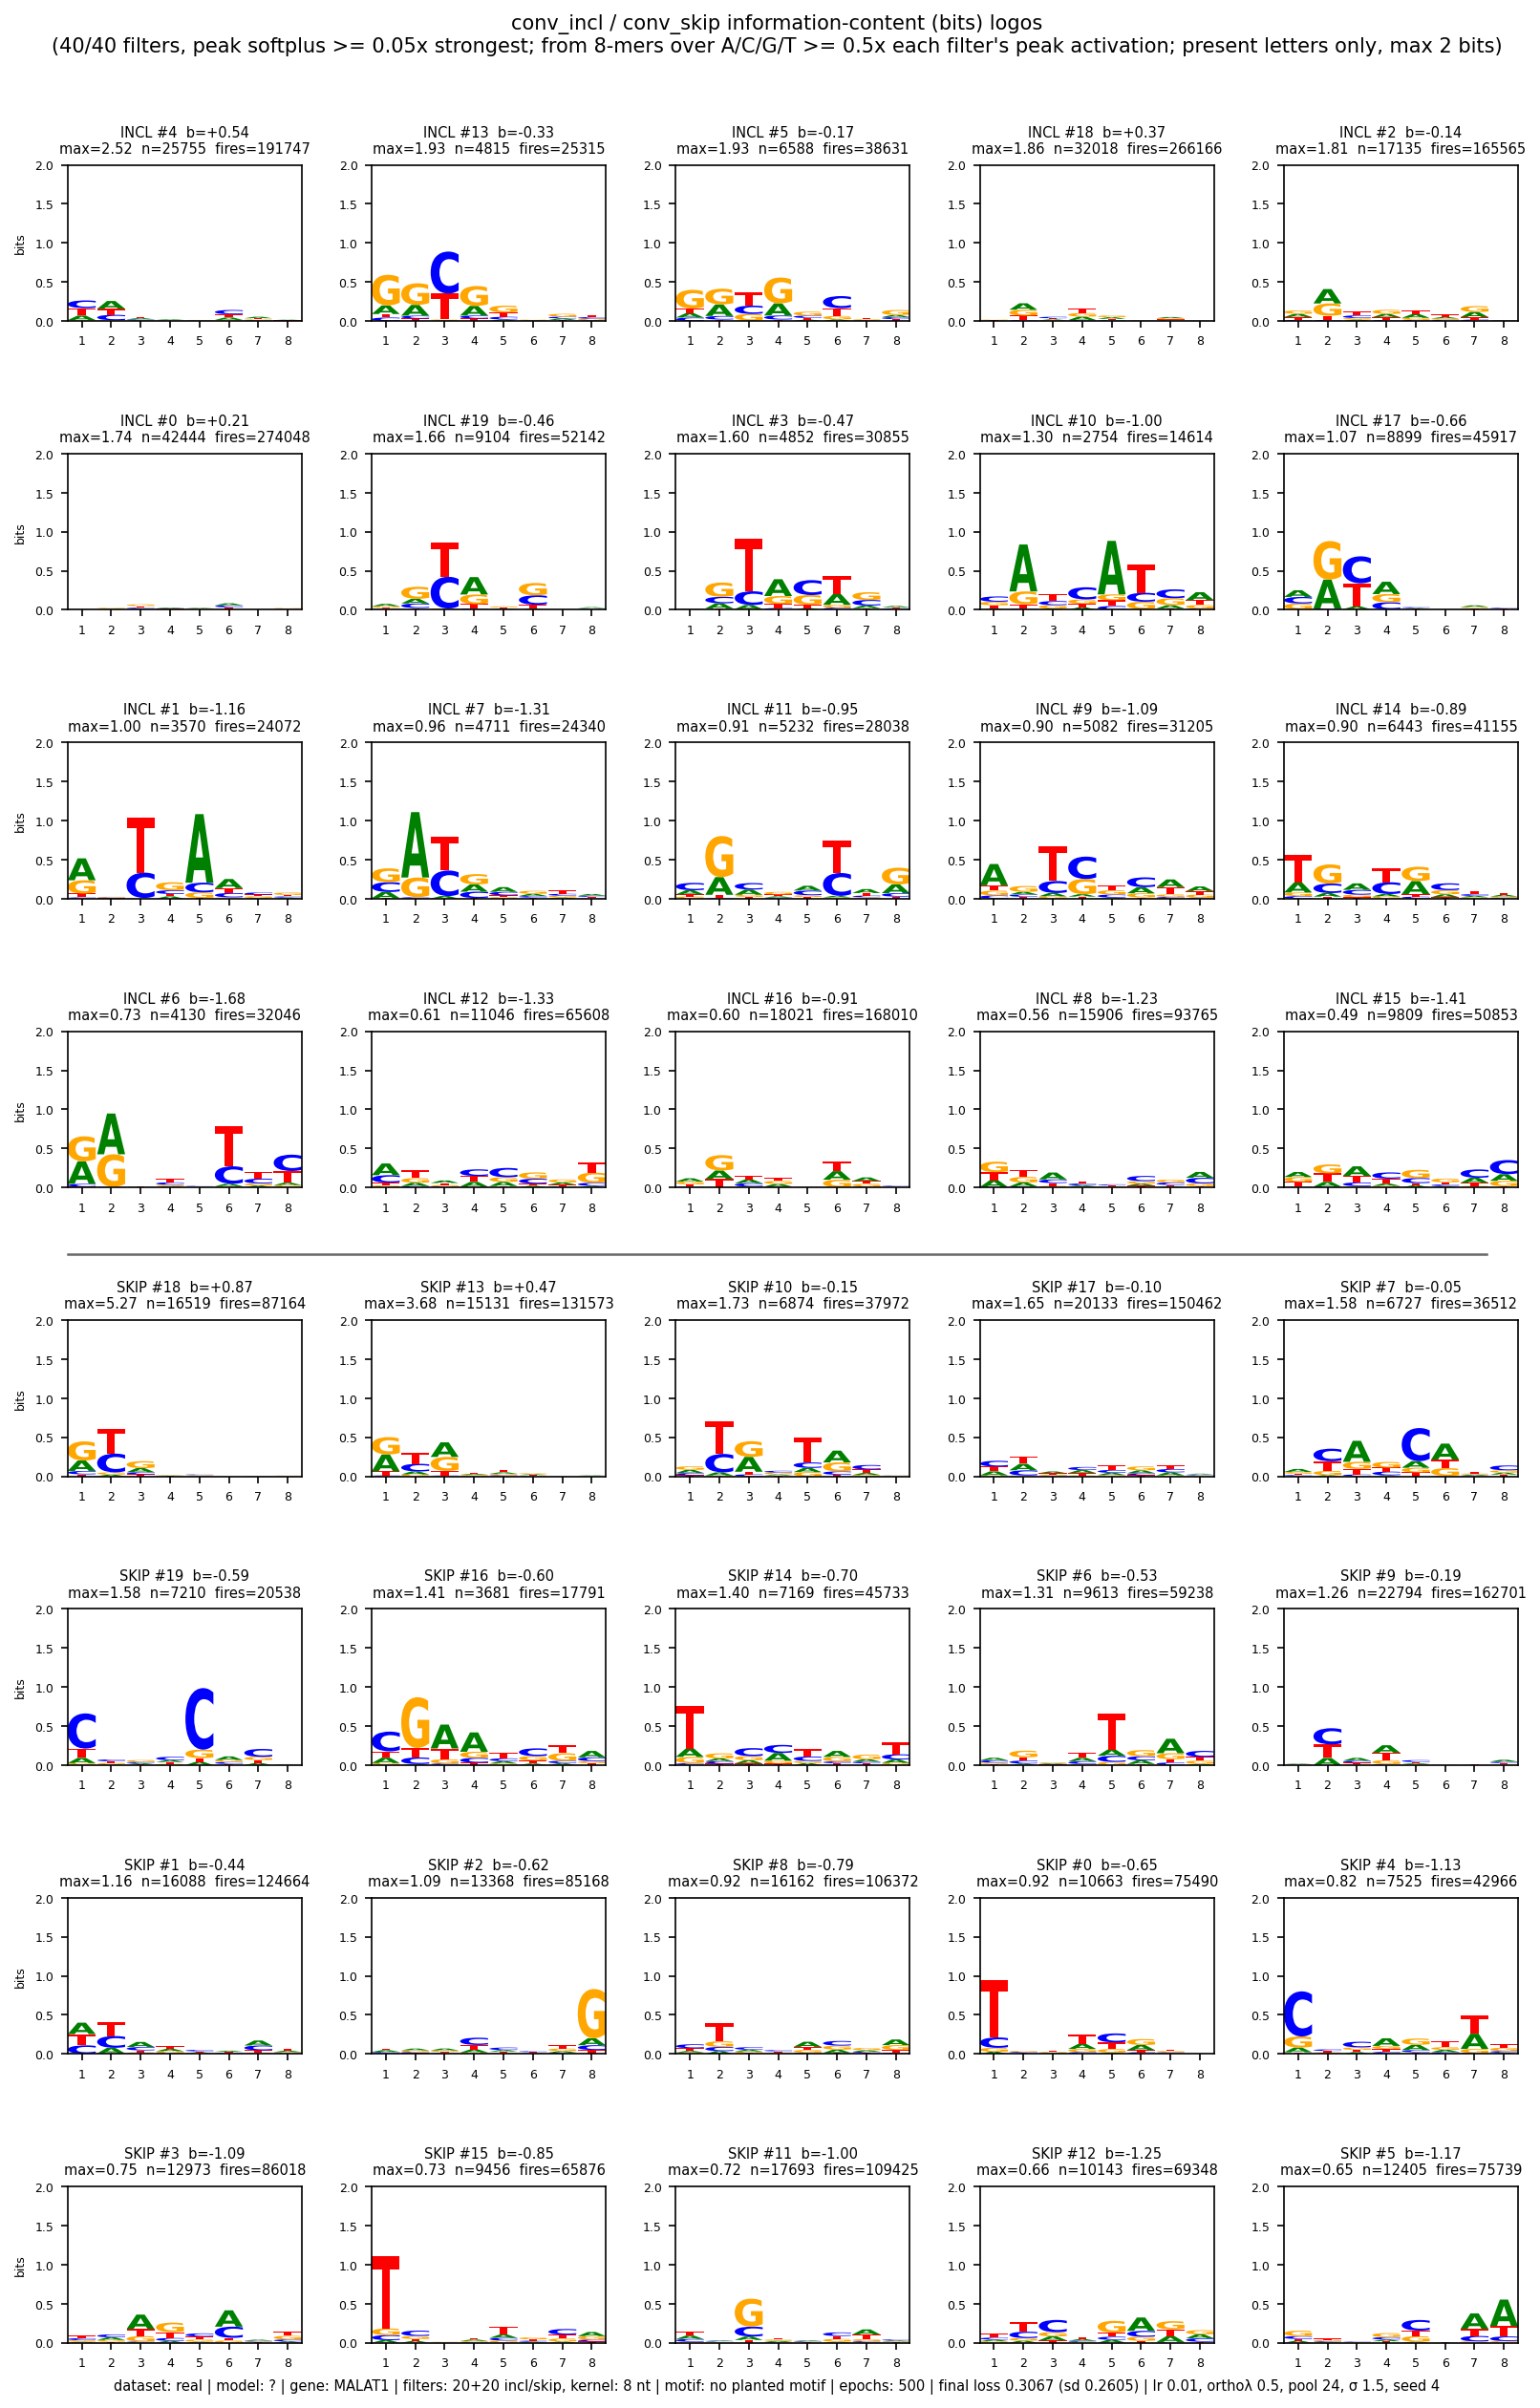 conv_incl / conv_skip information-content (bits) logos
(40/40 filters, peak softplus >= 0.05x strongest; from 8-mers over A/C/G/T >= 0.5x each filter's peak activation; present letters only, max 2 bits)
INCL #4 b=+0.54
max=2.52 n=25755 fires=191747
INCL #13 b=-0.33
max=1.93 n=4815 fires=25315
INCL #5 b=-0.17
max=1.93 n=6588 fires=38631
INCL #18 b=+0.37
max=1.86 n=32018 fires=266166
INCL #2 b=-0.14
max=1.81 n=17135 fires=165565
INCL #0 b=+0.21
max=1.74 n=42444 fires=274048
INCL #19 b=-0.46
max=1.66 n=9104 fires=52142
INCL #3 b=-0.47
max=1.60 n=4852 fires=30855
INCL #10 b=-1.00
max=1.30 n=2754 fires=14614
INCL #17 b=-0.66
max=1.07 n=8899 fires=45917
INCL #1 b=-1.16
max=1.00 n=3570 fires=24072
INCL #7 b=-1.31
max=0.96 n=4711 fires=24340
INCL #11 b=-0.95
max=0.91 n=5232 fires=28038
INCL #9 b=-1.09
max=0.90 n=5082 fires=31205
INCL #14 b=-0.89
max=0.90 n=6443 fires=41155
INCL #6 b=-1.68
max=0.73 n=4130 fires=32046
INCL #12 b=-1.33
max=0.61 n=11046 fires=65608
INCL #16 b=-0.91
max=0.60 n=18021 fires=168010
INCL #8 b=-1.23
max=0.56 n=15906 fires=93765
INCL #15 b=-1.41
max=0.49 n=9809 fires=50853
SKIP #18 b=+0.87
max=5.27 n=16519 fires=87164
SKIP #13 b=+0.47
max=3.68 n=15131 fires=131573
SKIP #10 b=-0.15
max=1.73 n=6874 fires=37972
SKIP #17 b=-0.10
max=1.65 n=20133 fires=150462
SKIP #7 b=-0.05
max=1.58 n=6727 fires=36512
SKIP #19 b=-0.59
max=1.58 n=7210 fires=20538
SKIP #16 b=-0.60
max=1.41 n=3681 fires=17791
SKIP #14 b=-0.70
max=1.40 n=7169 fires=45733
SKIP #6 b=-0.53
max=1.31 n=9613 fires=59238
SKIP #9 b=-0.19
max=1.26 n=22794 fires=162701
SKIP #1 b=-0.44
max=1.16 n=16088 fires=124664
SKIP #2 b=-0.62
max=1.09 n=13368 fires=85168
SKIP #8 b=-0.79
max=0.92 n=16162 fires=106372
SKIP #0 b=-0.65
max=0.92 n=10663 fires=75490
SKIP #4 b=-1.13
max=0.82 n=7525 fires=42966
SKIP #3 b=-1.09
max=0.75 n=12973 fires=86018
SKIP #15 b=-0.85
max=0.73 n=9456 fires=65876
SKIP #11 b=-1.00
max=0.72 n=17693 fires=109425
SKIP #12 b=-1.25
max=0.66 n=10143 fires=69348
SKIP #5 b=-1.17
max=0.65 n=12405 fires=75739
dataset: real | model: ? | gene: MALAT1 | filters: 20+20 incl/skip, kernel: 8 nt | motif: no planted motif | epochs: 500 | final loss 0.3067 (sd 0.2605) | lr 0.01, orthoλ 0.5, pool 24, σ 1.5, seed 4